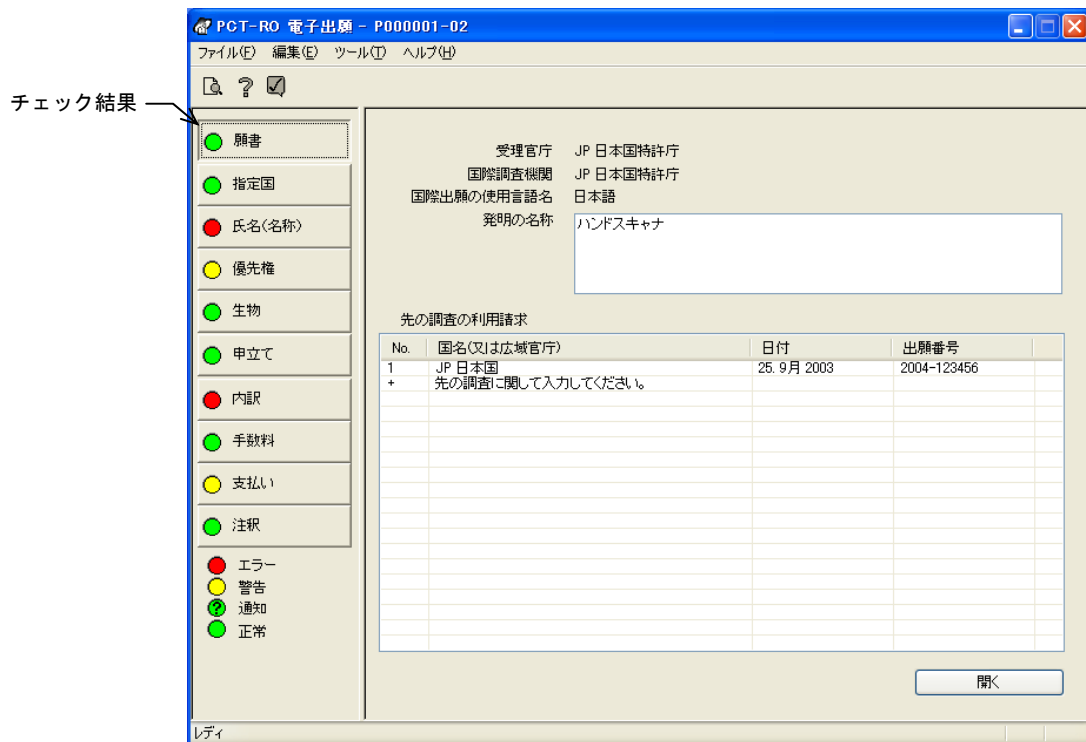 PCT-RO 電子出願 - P000001-02
ファイル(F) 編集(E) ツール(T) ヘルプ(H)
チェック結果
願書
指定国
氏名(名称)
優先権
生物
申立て
内訳
手数料
支払い
注釈
エラー
警告
通知
正常
受理官庁 JP 日本国特許庁
国際調査機関 JP 日本国特許庁
国際出願の使用言語名 日本語
発明の名称 ハンドスキャナ
先の調査の利用請求
No. 国名(又は広域官庁) 日付 出願番号
1 JP 日本国 25. 9月 2003 2004-123456
+ 先の調査に関して入力してください。
開く
レディ